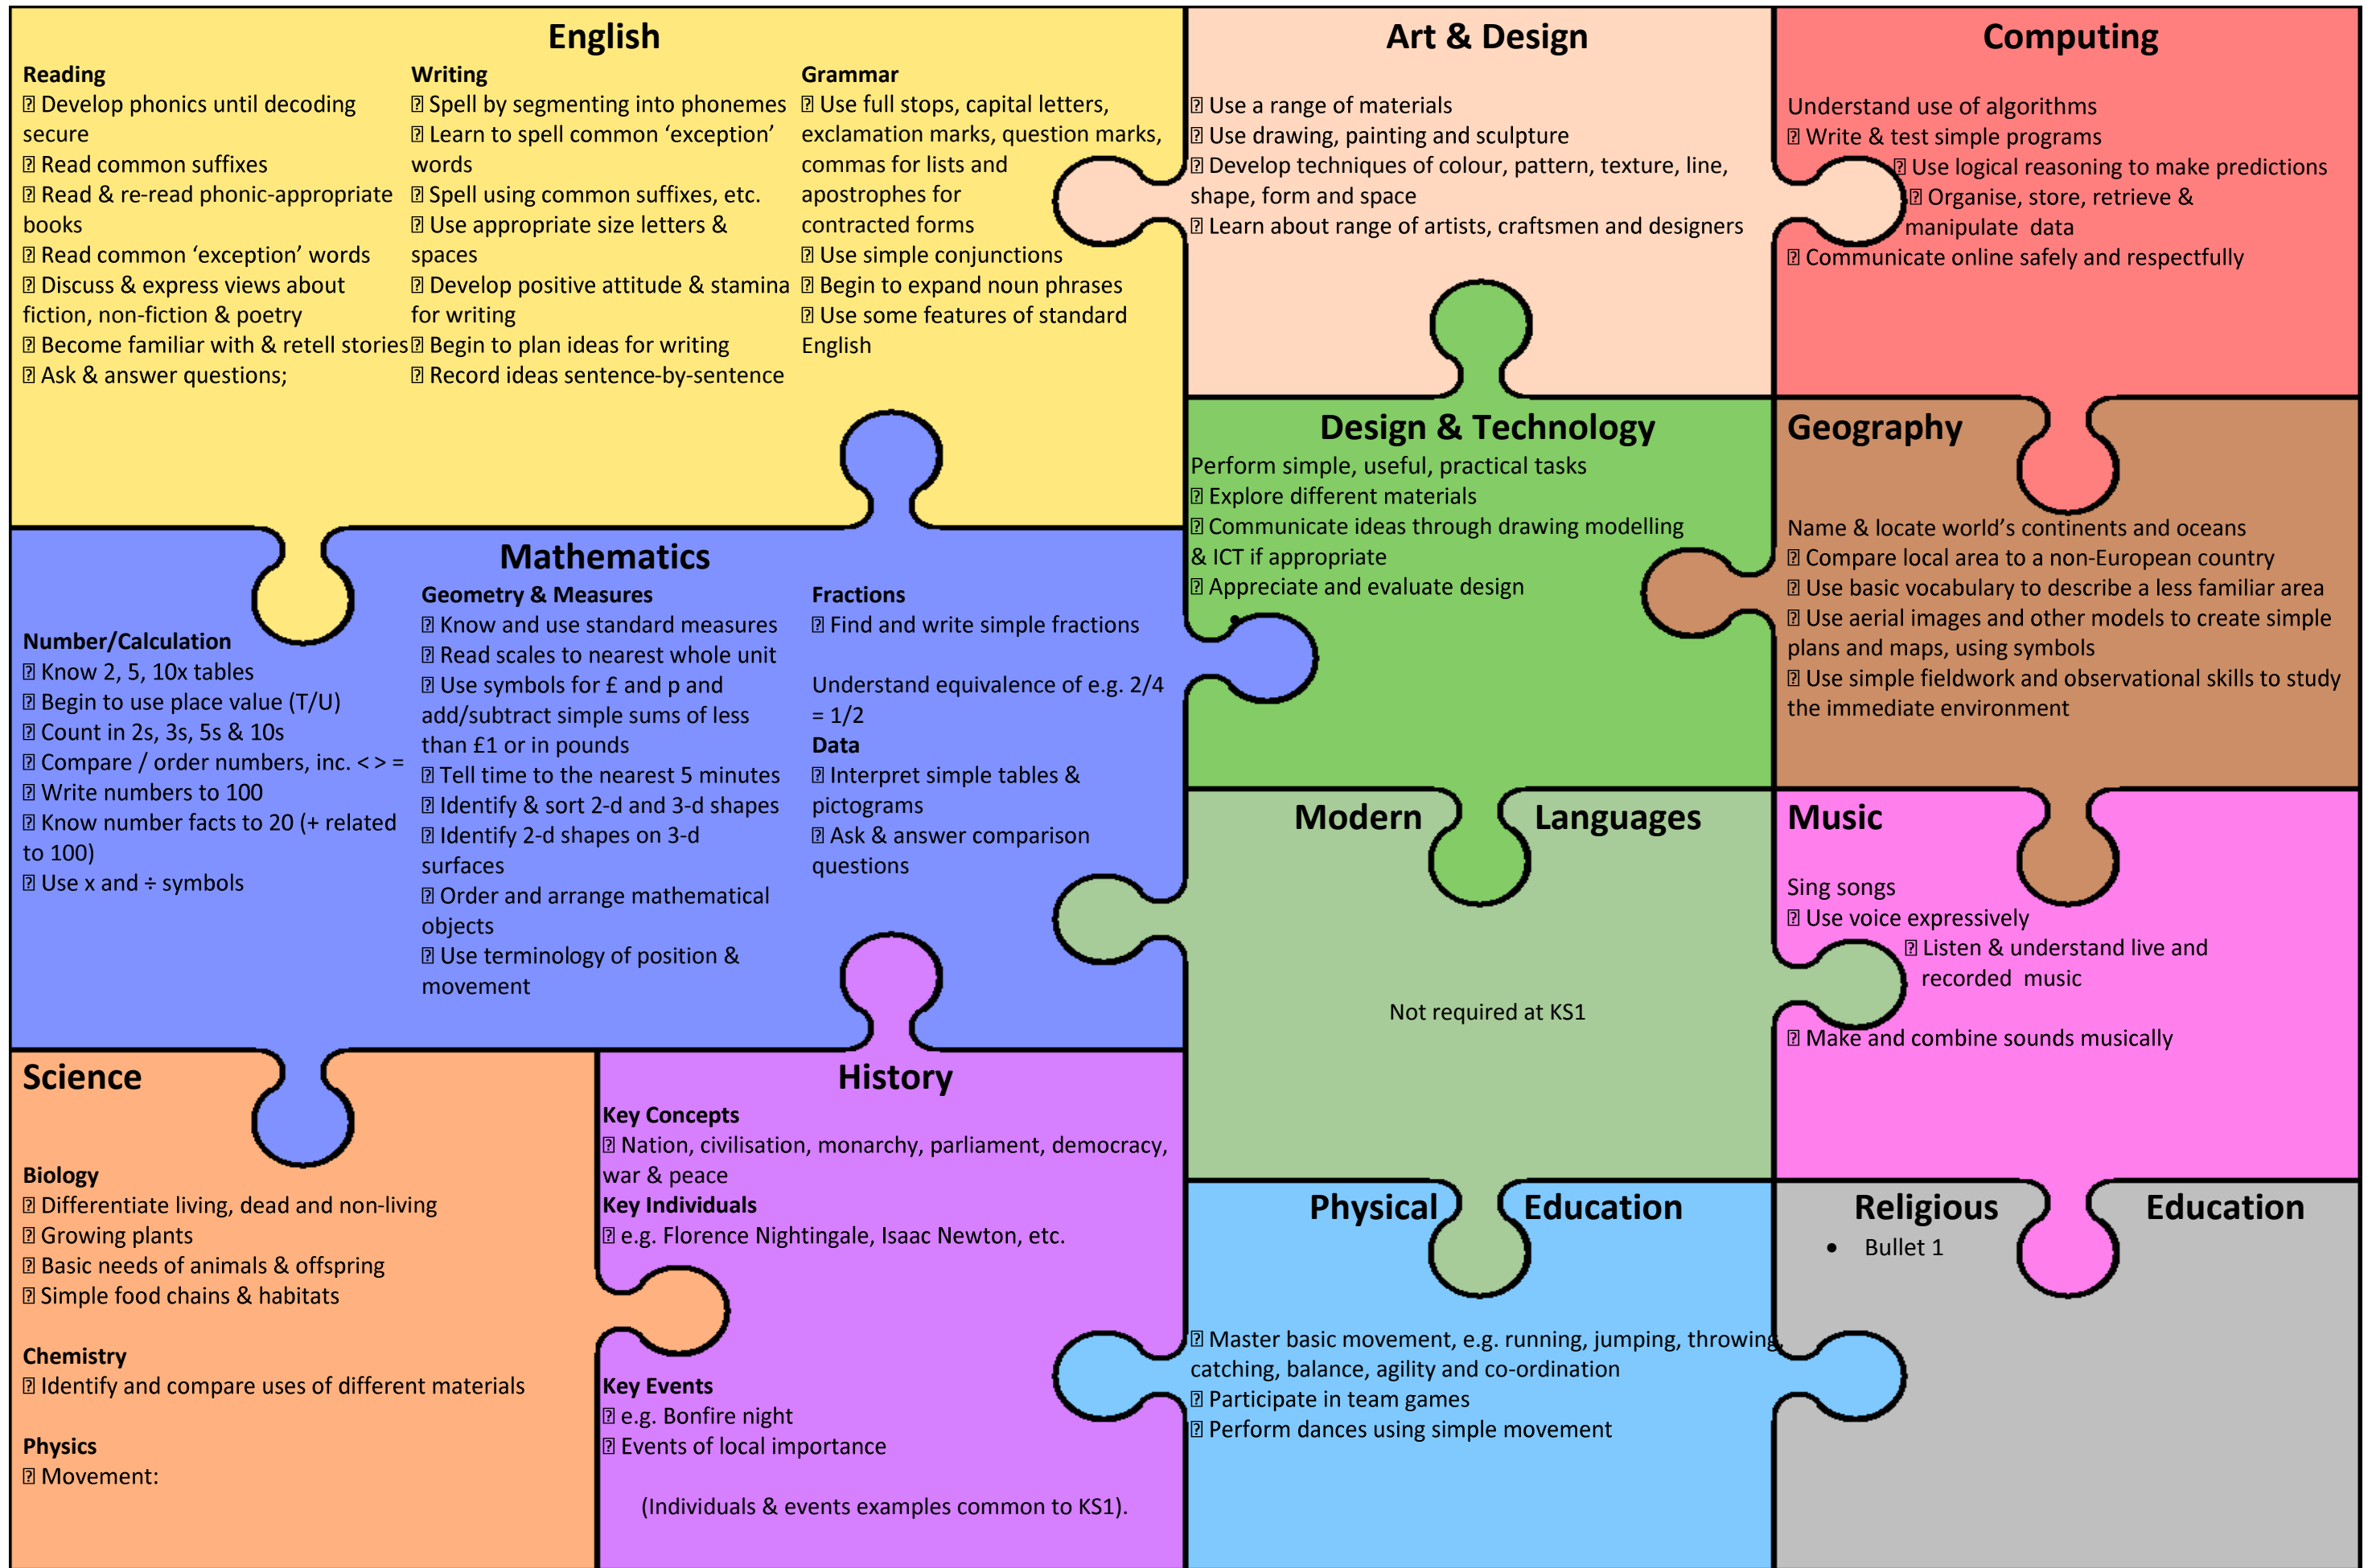 English
Reading
⍰ Develop phonics until decoding
secure
⍰ Read common suffixes
⍰ Read & re-read phonic-appropriate
books
⍰ Read common ‘exception’ words
⍰ Discuss & express views about
fiction, non-fiction & poetry
⍰ Become familiar with & retell stories
⍰ Ask & answer questions;
Writing
⍰ Spell by segmenting into phonemes
⍰ Learn to spell common ‘exception’
words
⍰ Spell using common suffixes, etc.
⍰ Use appropriate size letters &
spaces
⍰ Develop positive attitude & stamina
for writing
⍰ Begin to plan ideas for writing
⍰ Record ideas sentence-by-sentence
Grammar
⍰ Use full stops, capital letters,
exclamation marks, question marks,
commas for lists and
apostrophes for
contracted forms
⍰ Use simple conjunctions
⍰ Begin to expand noun phrases
⍰ Use some features of standard
English
Art & Design
⍰ Use a range of materials
⍰ Use drawing, painting and sculpture
⍰ Develop techniques of colour, pattern, texture, line,
shape, form and space
⍰ Learn about range of artists, craftsmen and designers
Computing
Understand use of algorithms
⍰ Write & test simple programs
⍰ Use logical reasoning to make predictions
⍰ Organise, store, retrieve &
manipulate data
⍰ Communicate online safely and respectfully
Mathematics
Number/Calculation
⍰ Know 2, 5, 10x tables
⍰ Begin to use place value (T/U)
⍰ Count in 2s, 3s, 5s & 10s
⍰ Compare / order numbers, inc. < > =
⍰ Write numbers to 100
⍰ Know number facts to 20 (+ related
to 100)
⍰ Use x and ÷ symbols
Geometry & Measures
⍰ Know and use standard measures
⍰ Read scales to nearest whole unit
⍰ Use symbols for £ and p and
add/subtract simple sums of less
than £1 or in pounds
⍰ Tell time to the nearest 5 minutes
⍰ Identify & sort 2-d and 3-d shapes
⍰ Identify 2-d shapes on 3-d
surfaces
⍰ Order and arrange mathematical
objects
⍰ Use terminology of position &
movement
Fractions
⍰ Find and write simple fractions
Understand equivalence of e.g. 2/4
= 1/2
Data
⍰ Interpret simple tables &
pictograms
⍰ Ask & answer comparison
questions
Design & Technology
Perform simple, useful, practical tasks
⍰ Explore different materials
⍰ Communicate ideas through drawing modelling
& ICT if appropriate
⍰ Appreciate and evaluate design
•
Geography
Name & locate world’s continents and oceans
⍰ Compare local area to a non-European country
⍰ Use basic vocabulary to describe a less familiar area
⍰ Use aerial images and other models to create simple
plans and maps, using symbols
⍰ Use simple fieldwork and observational skills to study
the immediate environment
Modern Languages
Not required at KS1
Music
Sing songs
⍰ Use voice expressively
⍰ Listen & understand live and
recorded music
⍰ Make and combine sounds musically
Science
Biology
⍰ Differentiate living, dead and non-living
⍰ Growing plants
⍰ Basic needs of animals & offspring
⍰ Simple food chains & habitats
Chemistry
⍰ Identify and compare uses of different materials
Physics
⍰ Movement:
History
Key Concepts
⍰ Nation, civilisation, monarchy, parliament, democracy,
war & peace
Key Individuals
⍰ e.g. Florence Nightingale, Isaac Newton, etc.
Key Events
⍰ e.g. Bonfire night
⍰ Events of local importance
(Individuals & events examples common to KS1).
Physical Education
⍰ Master basic movement, e.g. running, jumping, throwing,
catching, balance, agility and co-ordination
⍰ Participate in team games
⍰ Perform dances using simple movement
Religious Education
• Bullet 1